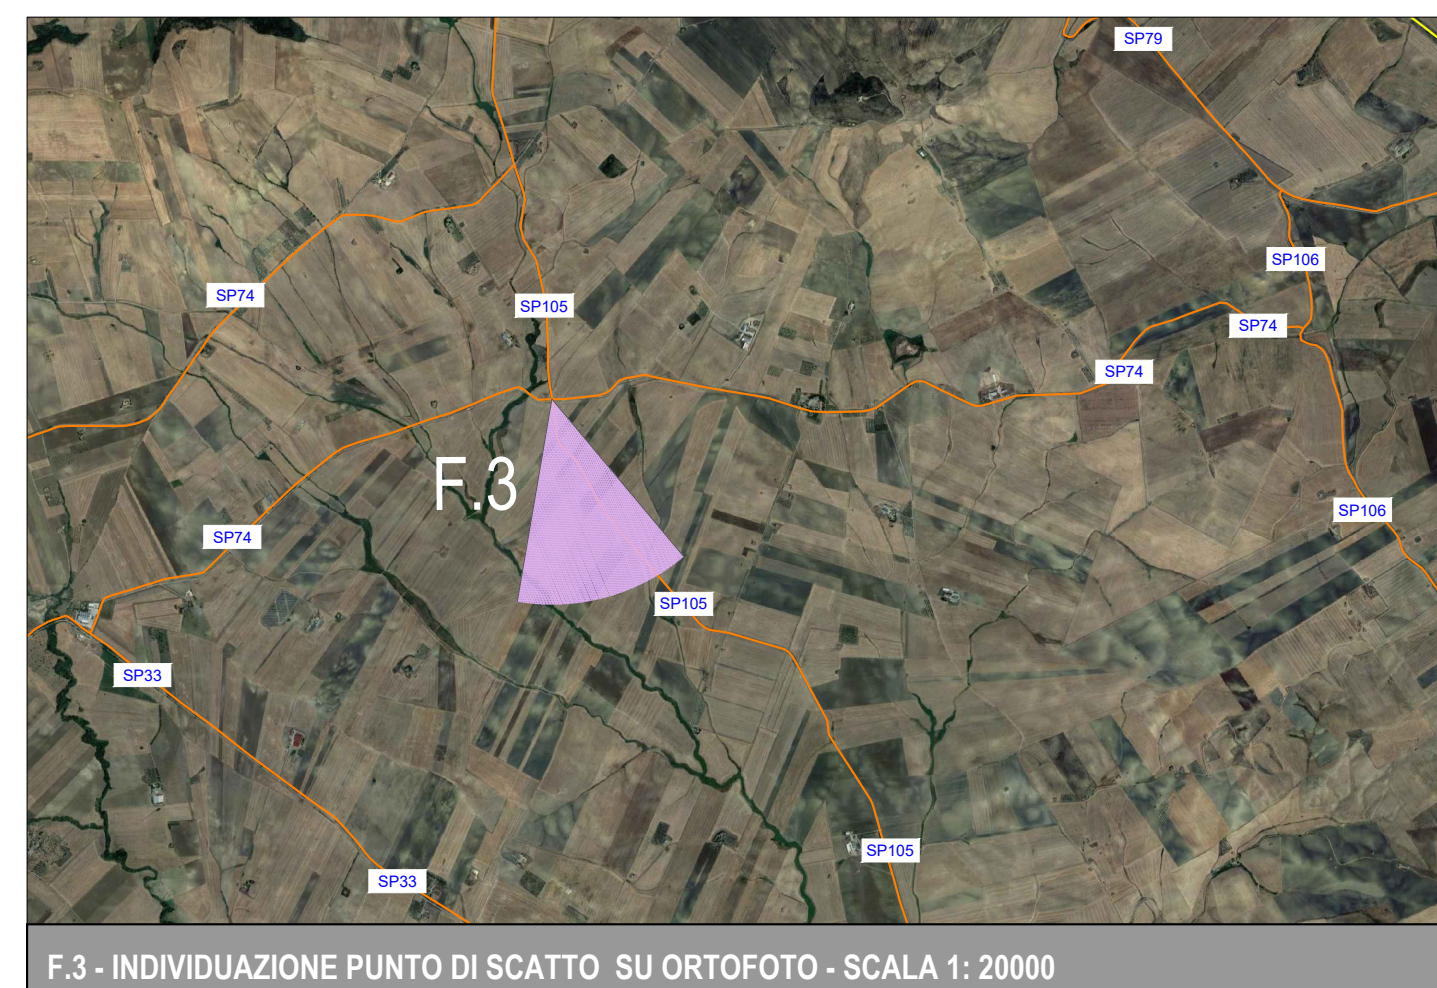 SP79
SP106
SP74
SP105
SP74
SP74
F.3
SP106
SP74
SP105
SP33
SP105
SP33
F.3 - INDIVIDUAZIONE PUNTO DI SCATTO SU ORTOFOTO - SCALA 1: 20000